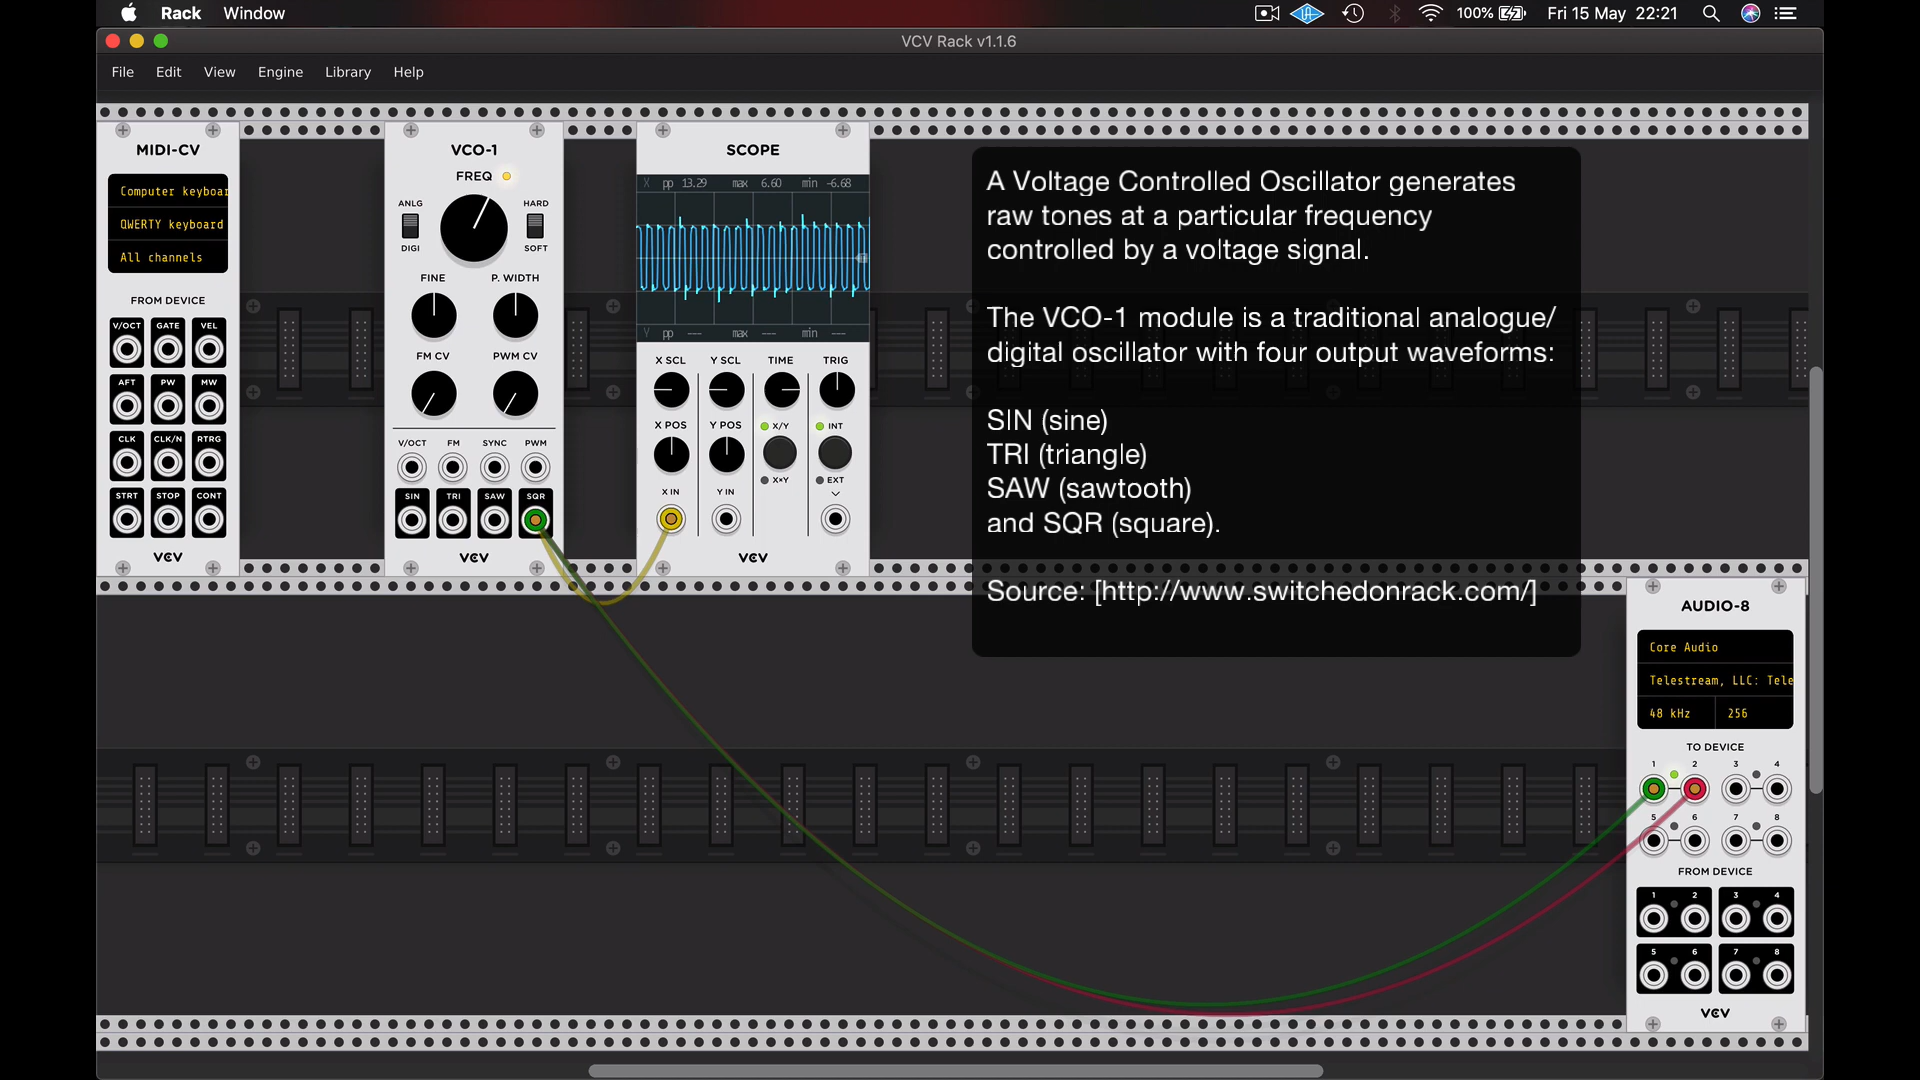 Rack Window
100% Fri 15 May 22:21
VCV Rack v1.1.6
File Edit View Engine Library Help
MIDI-CV
Computer keyboar
QWERTY keyboard
All channels
FROM DEVICE
V/OCT GATE VEL
AFT PW MW
CLK CLK/N RTRG
STRT STOP CONT
VCV
VCO-1
FREQ
ANLG HARD
DIGI SOFT
FINE P. WIDTH
FM CV PWM CV
V/OCT FM SYNC PWM
SIN TRI SAW SQR
VCV
SCOPE
X pp 13.29 max 6.60 min -6.68
Y pp --- max --- min ---
X SCL Y SCL TIME TRIG
X POS Y POS X/Y INT
X×Y EXT
X IN Y IN
VCV
A Voltage Controlled Oscillator generates
raw tones at a particular frequency
controlled by a voltage signal.
The VCO-1 module is a traditional analogue/
digital oscillator with four output waveforms:
SIN (sine)
TRI (triangle)
SAW (sawtooth)
and SQR (square).
Source: [http://www.switchedonrack.com/]
AUDIO-8
Core Audio
Telestream, LLC: Tele
48 kHz 256
TO DEVICE
1 2 3 4
5 6 7 8
FROM DEVICE
1 2 3 4
5 6 7 8
VCV